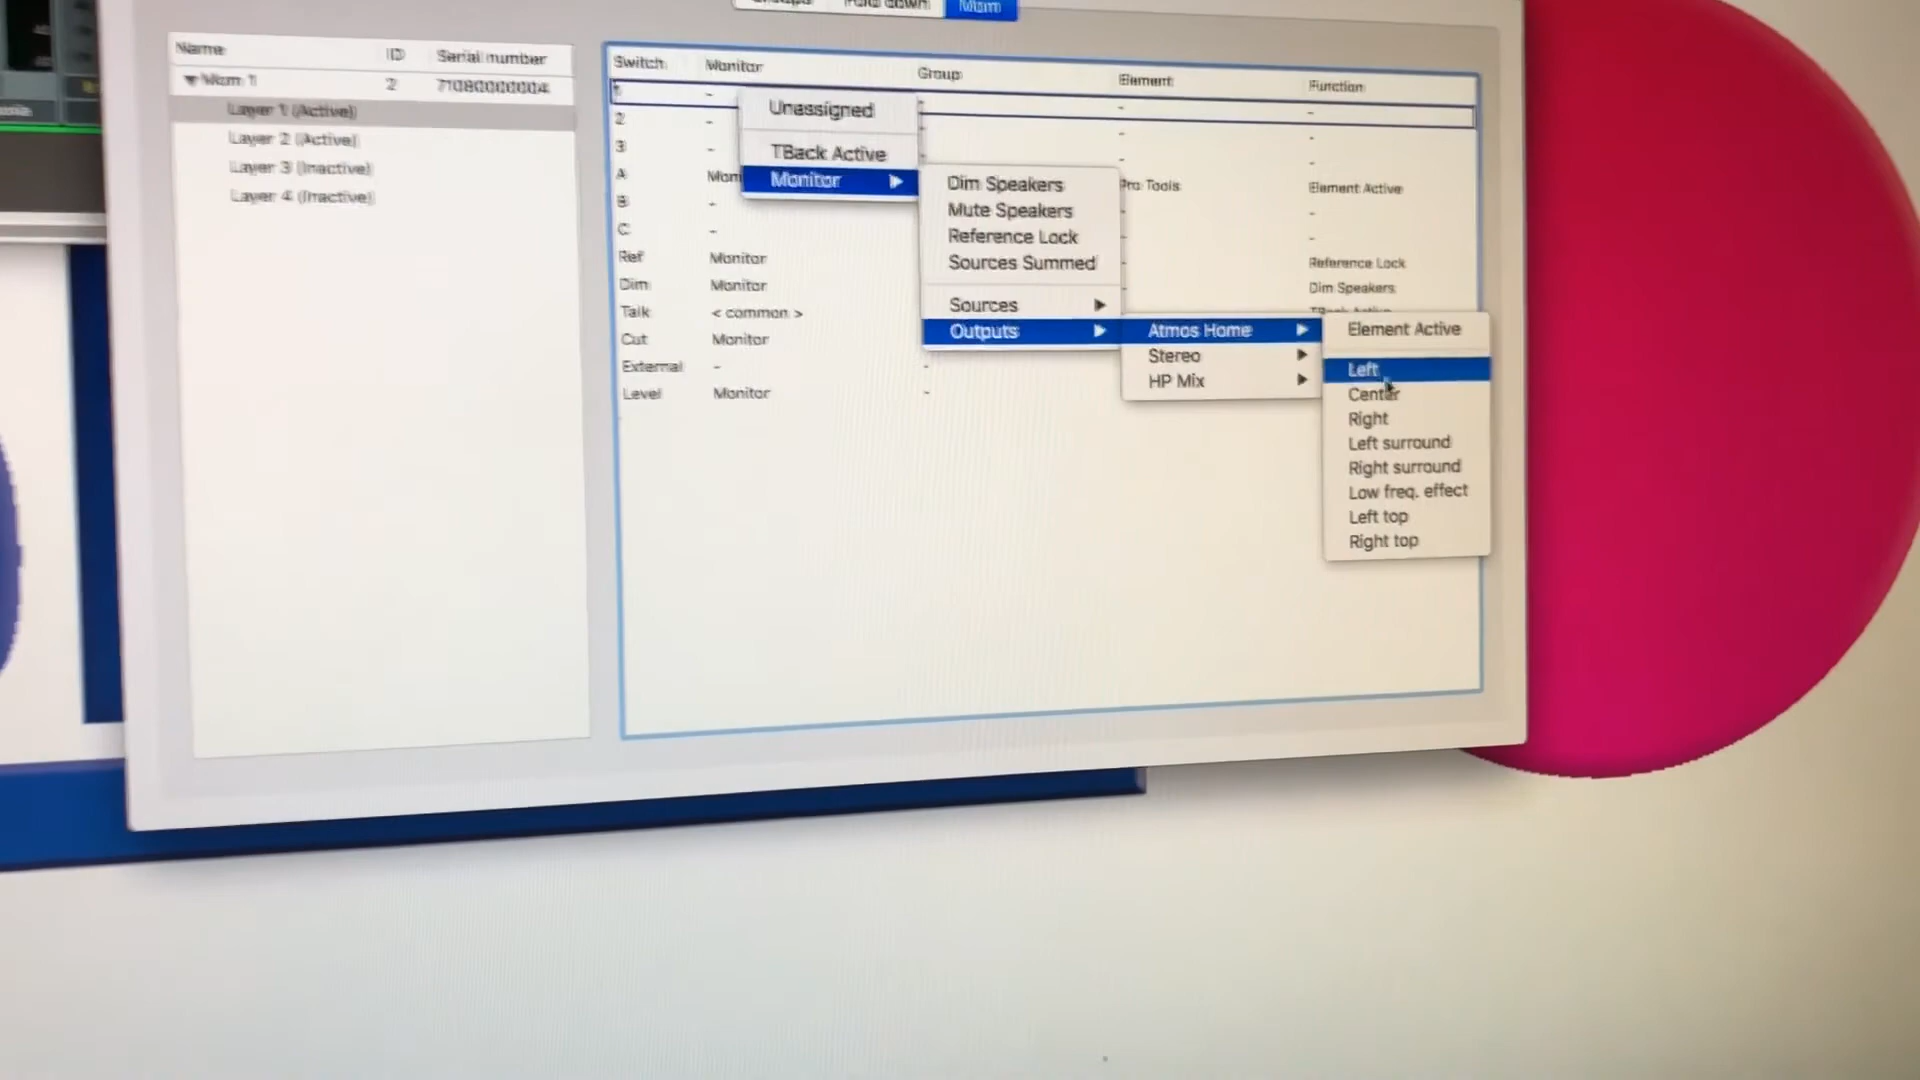 Mom
Name ID Serial number
Mom 1 2 71080000004
Layer 1 (Active)
Layer 2 (Active)
Layer 3 (Inactive)
Layer 4 (Inactive)
Switch Monitor Group Element Function
1 - - - -
2 - - - -
3 - - - -
A Mom Pro Tools Element Active
B - - -
C - - -
Ref Monitor - Reference Lock
Dim Monitor - Dim Speakers
Talk < common >
Cut Monitor
External - -
Level Monitor -
Unassigned
TBack Active
Monitor
Dim Speakers
Mute Speakers
Reference Lock
Sources Summed
Sources
Outputs
Atmos Home
Stereo
HP Mix
Element Active
Left
Center
Right
Left surround
Right surround
Low freq. effect
Left top
Right top